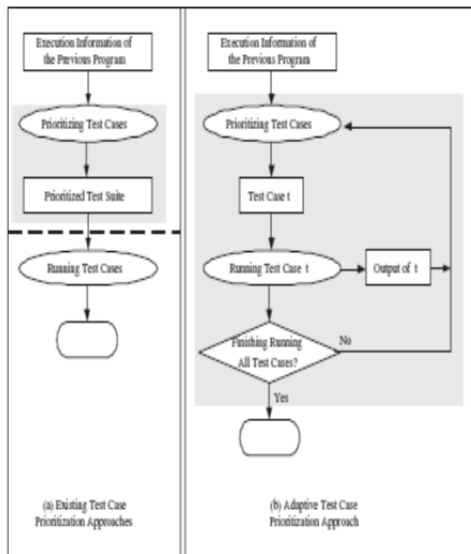 Execution Information of
the Previous Program
Prioritizing Test Cases
Prioritized Test Suite
Running Test Cases
(a) Existing Test Case
Prioritization Approaches
Execution Information of
the Previous Program
Prioritizing Test Cases
Test Case t
Running Test Case t
Output of t
Finishing Running
All Test Cases?
No
Yes
(b) Adaptive Test Case
Prioritization Approach